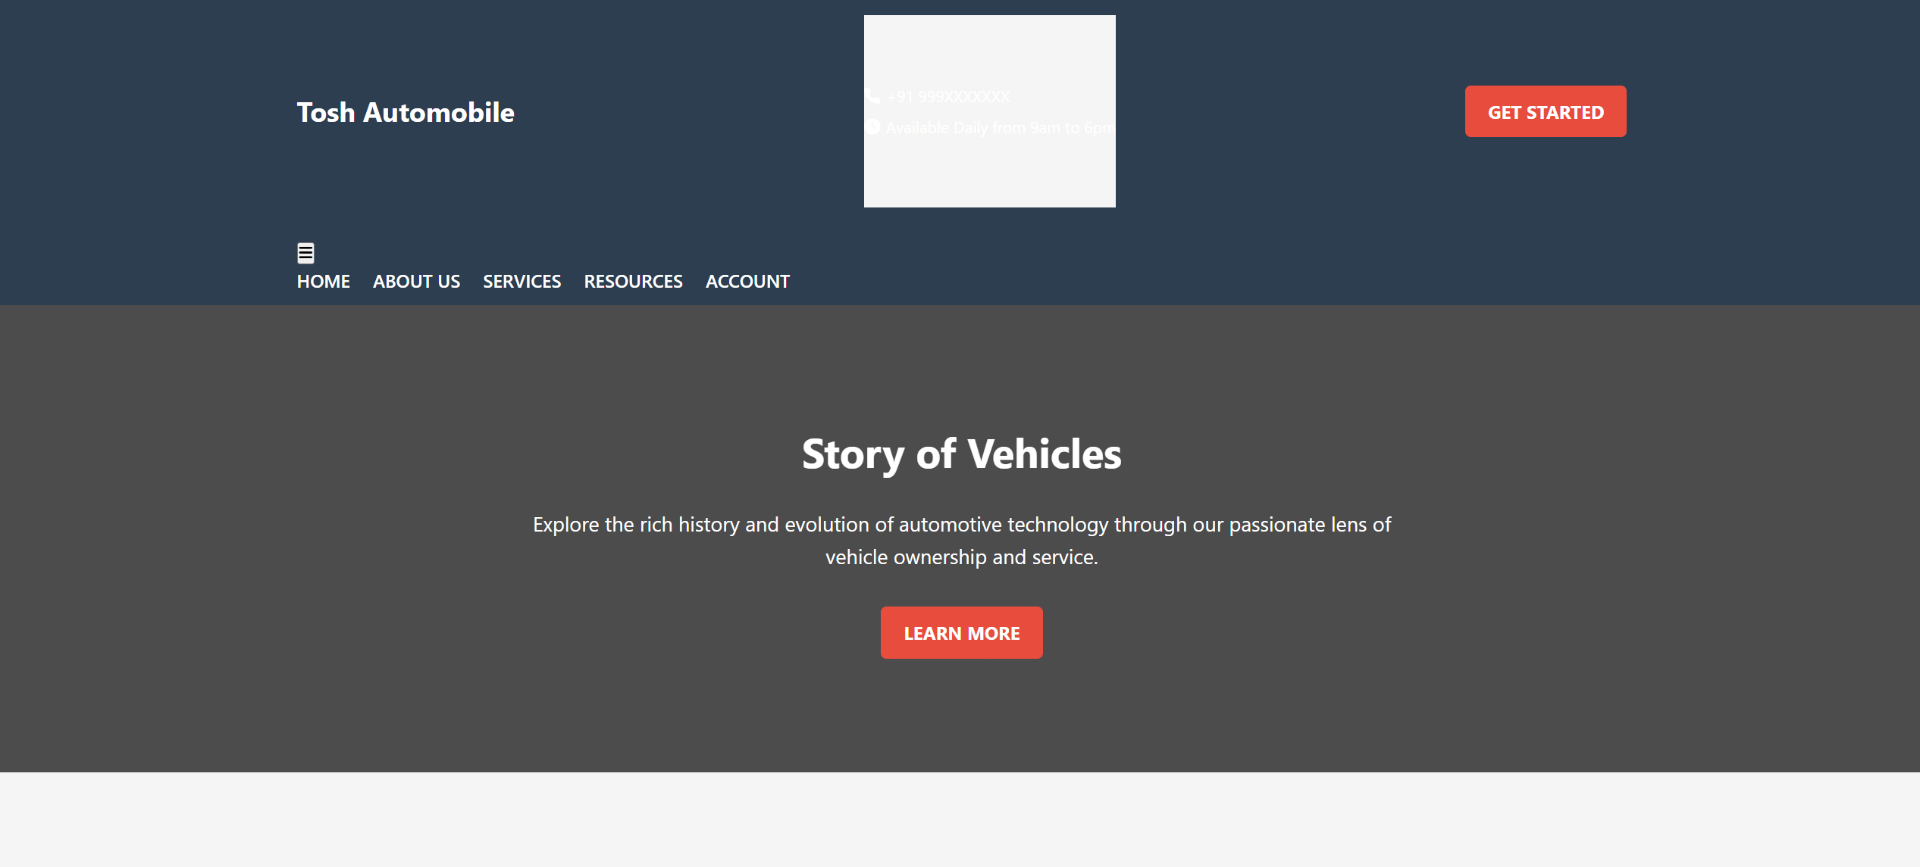 Tosh Automobile
+91 999XXXXXXX
Available Daily from 9am to 6pm
GET STARTED
HOME ABOUT US SERVICES RESOURCES ACCOUNT
Story of Vehicles
Explore the rich history and evolution of automotive technology through our passionate lens of
vehicle ownership and service.
LEARN MORE